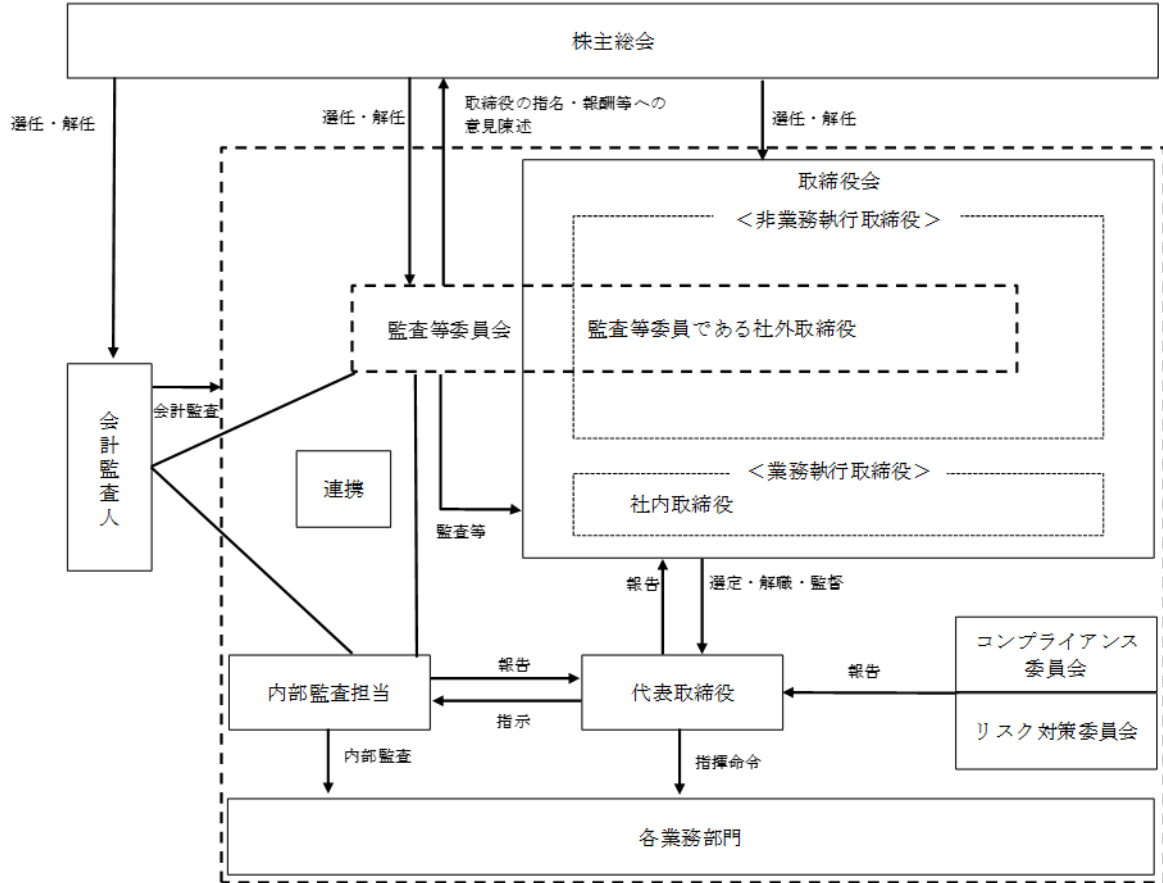 株主総会
選任・解任
選任・解任
取締役の指名・報酬等への
意見陳述
選任・解任
取締役会
＜非業務執行取締役＞
監査等委員会
監査等委員である社外取締役
会計監査
会計監査人
＜業務執行取締役＞
社内取締役
連携
監査等
報告
選定・解職・監督
コンプライアンス
委員会
リスク対策委員会
報告
内部監査担当
報告
指示
代表取締役
内部監査
指揮命令
各業務部門